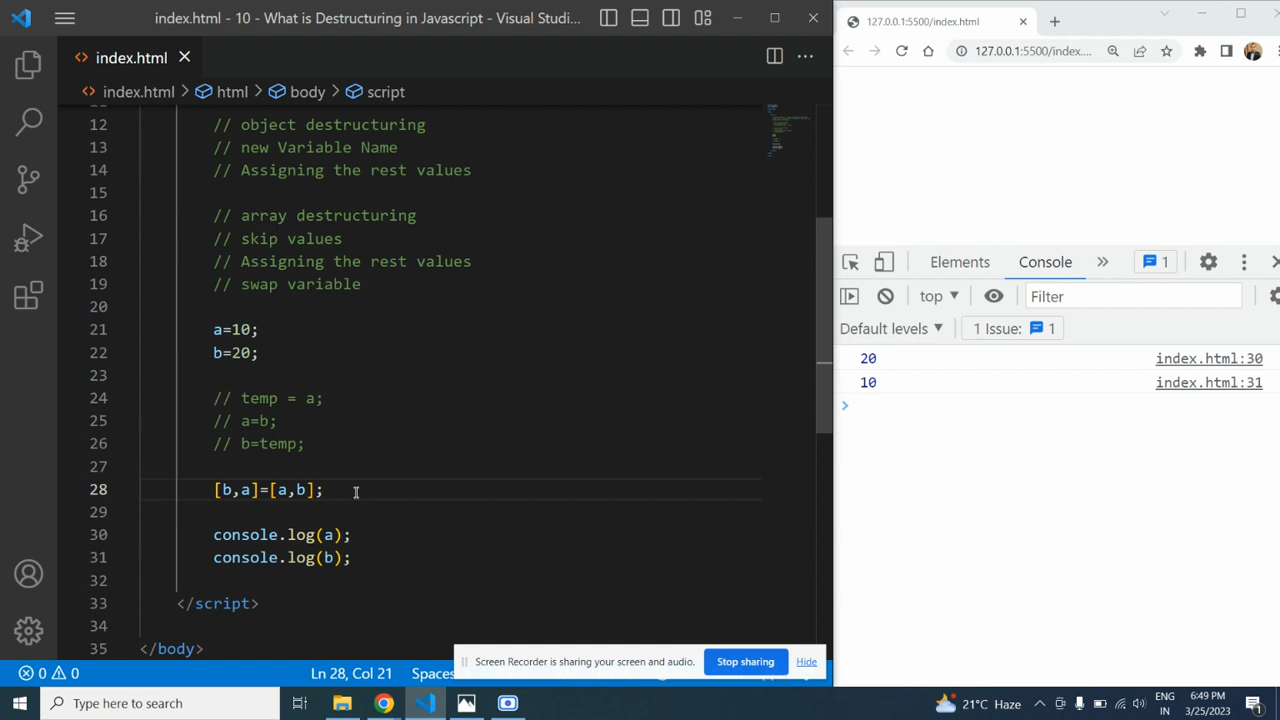 index.html - 10 - What is Destructuring in Javascript - Visual Studi...
index.html
index.html > html > body > script
12 // object destructuring
13 // new Variable Name
14 // Assigning the rest values
15
16 // array destructuring
17 // skip values
18 // Assigning the rest values
19 // swap variable
20
21 a=10;
22 b=20;
23
24 // temp = a;
25 // a=b;
26 // b=temp;
27
28 [b,a]=[a,b];
29
30 console.log(a);
31 console.log(b);
32
33 </script>
34
35 </body>
0 0
Ln 28, Col 21
Spaces
127.0.0.1:5500/index.html
127.0.0.1:5500/index....
Elements Console » 1
top Filter
Default levels 1 Issue: 1
20 index.html:30
10 index.html:31
Screen Recorder is sharing your screen and audio. Stop sharing Hide
Type here to search
21°C Haze
ENG
IN
6:49 PM
3/25/2023
1